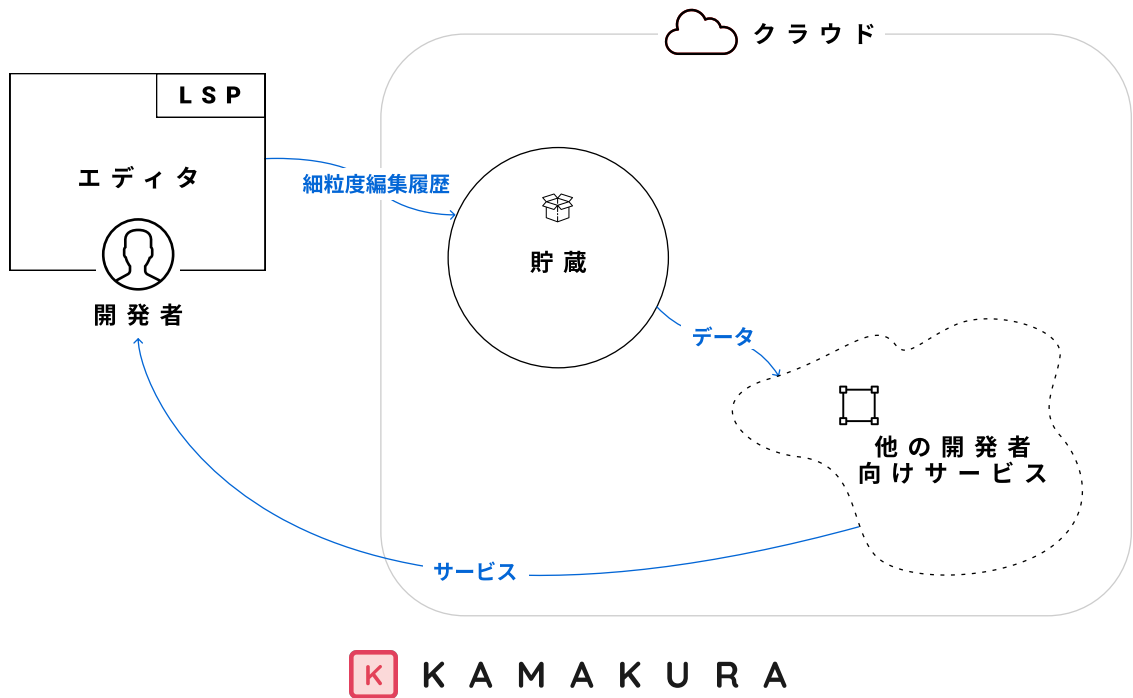 クラウド
LSP
エディタ
開発者
細粒度編集履歴
貯蔵
データ
他の開発者
向けサービス
サービス
K KAMAKURA